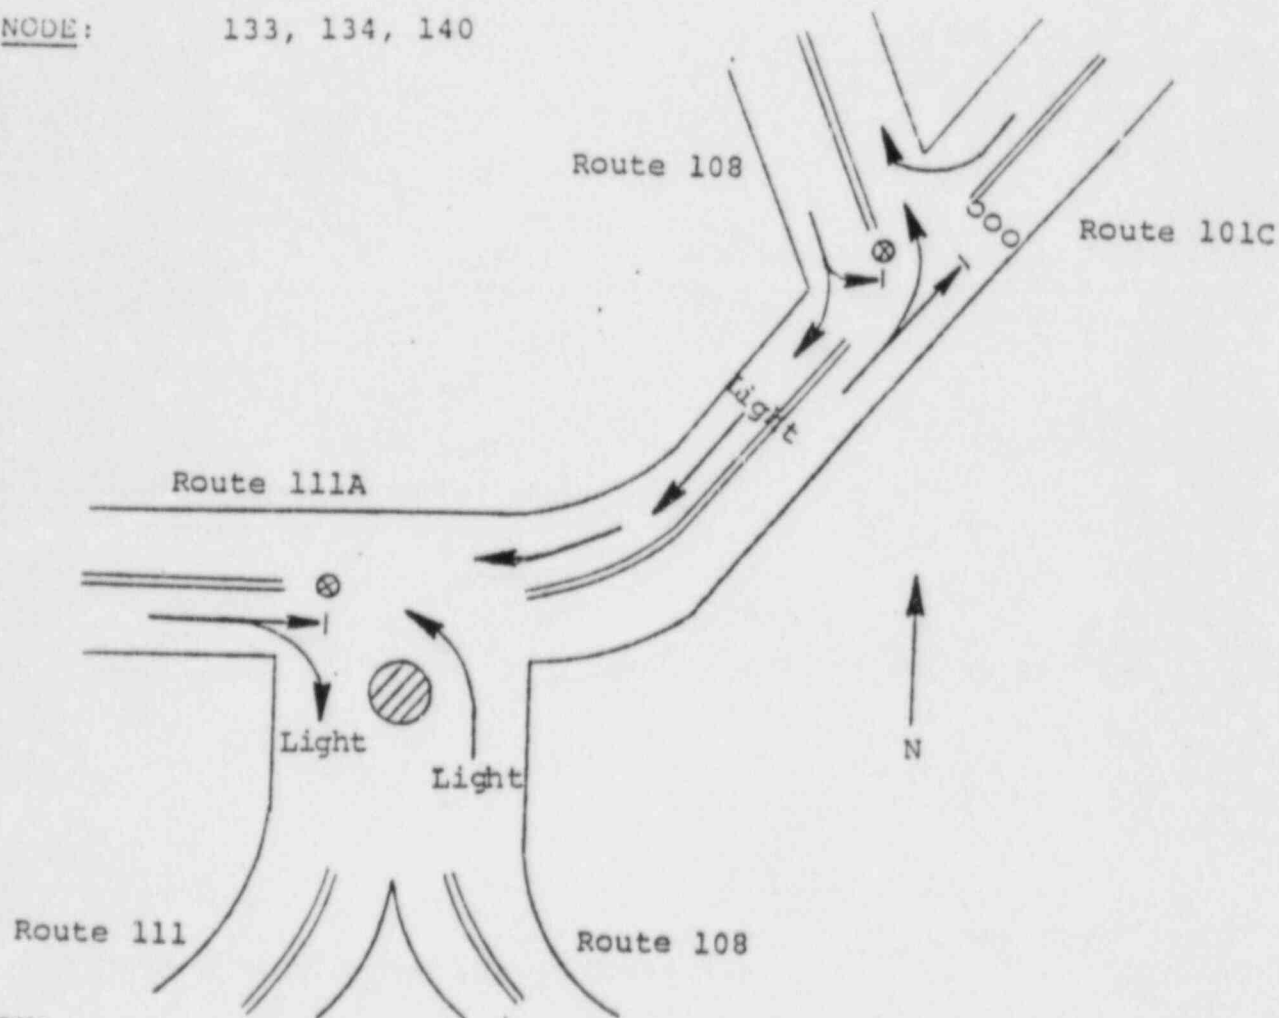 NODE: 133, 134, 140
Route 108
Route 101C
Light
Route 111A
Light
Light
N
Route 111
Route 108